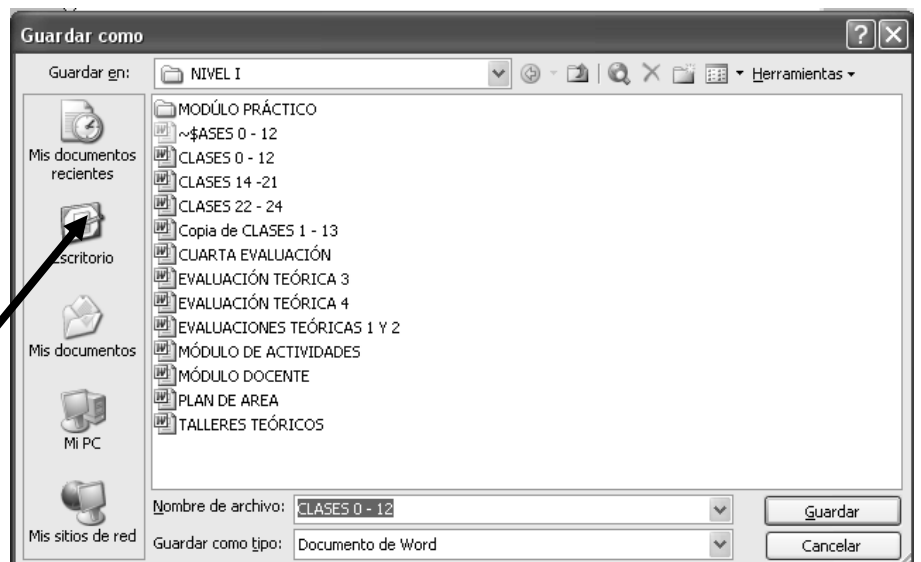 Guardar como
Guardar en: NIVEL I Herramientas
Mis documentos recientes
Escritorio
Mis documentos
Mi PC
Mis sitios de red
MODÚLO PRÁCTICO
~$ASES 0 - 12
CLASES 0 - 12
CLASES 14 -21
CLASES 22 - 24
Copia de CLASES 1 - 13
CUARTA EVALUACIÓN
EVALUACIÓN TEÓRICA 3
EVALUACIÓN TEÓRICA 4
EVALUACIONES TEÓRICAS 1 Y 2
MÓDULO DE ACTIVIDADES
MÓDULO DOCENTE
PLAN DE AREA
TALLERES TEÓRICOS
Nombre de archivo: CLASES 0 - 12 Guardar
Guardar como tipo: Documento de Word Cancelar